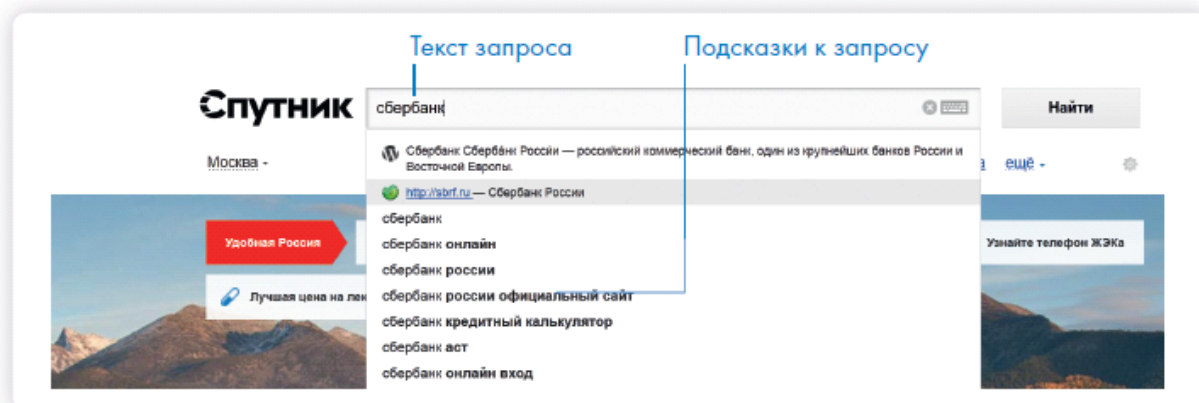 Текст запроса
Подсказки к запросу
Спутник
сбербанк
Найти
Москва
Сбербанк Сбербáнк Росси́и — российский коммерческий банк, один из крупнейших банков России и
Восточной Европы.
ещё
http://sbrf.ru — Сбербанк России
сбербанк
Удобная Россия
сбербанк онлайн
Узнайте телефон ЖЭКа
сбербанк россии
Лучшая цена на
сбербанк россии официальный сайт
сбербанк кредитный калькулятор
сбербанк аст
сбербанк онлайн вход